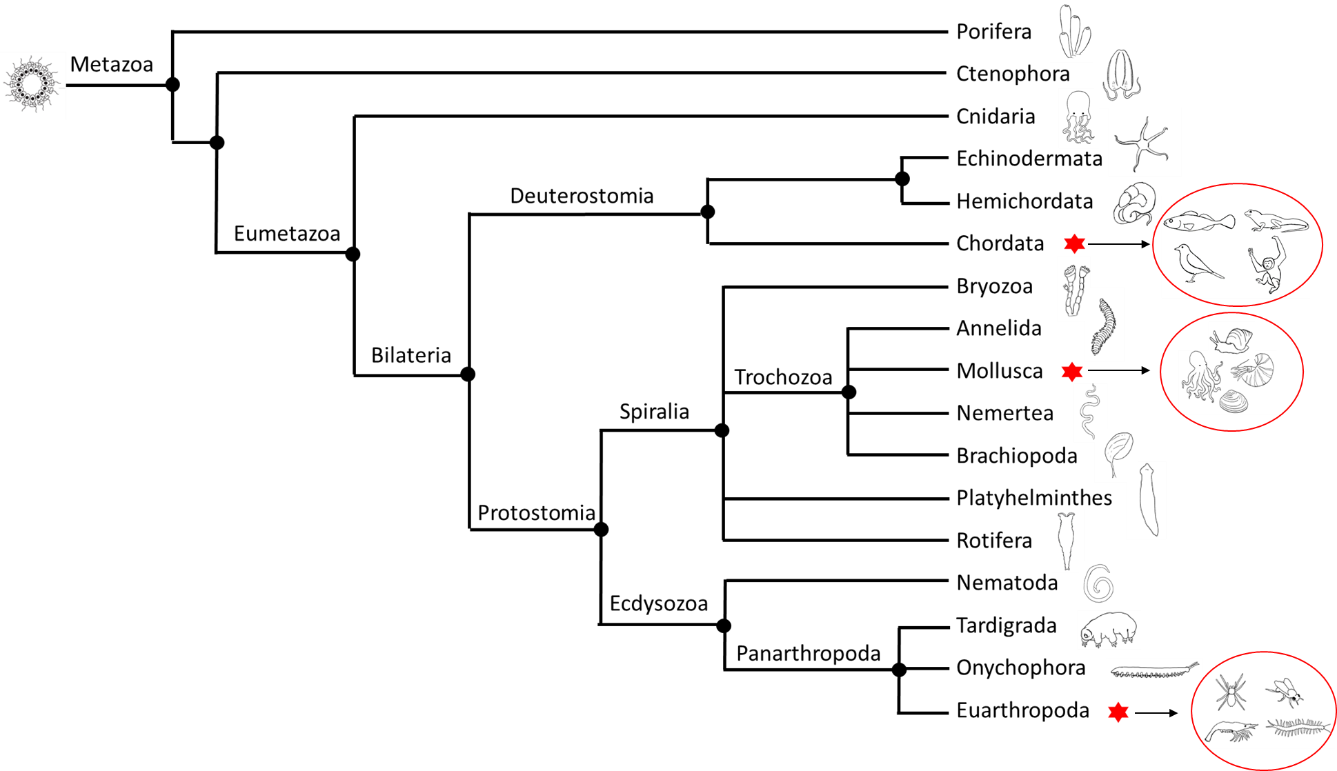 Porifera
Metazoa
Ctenophora
Cnidaria
Echinodermata
Deuterostomia
Hemichordata
Eumetazoa
Chordata
Bryozoa
Annelida
Bilateria
Mollusca
Trochozoa
Spiralia
Nemertea
Brachiopoda
Platyhelminthes
Protostomia
Rotifera
Nematoda
Ecdysozoa
Tardigrada
Panarthropoda
Onychophora
Euarthropoda